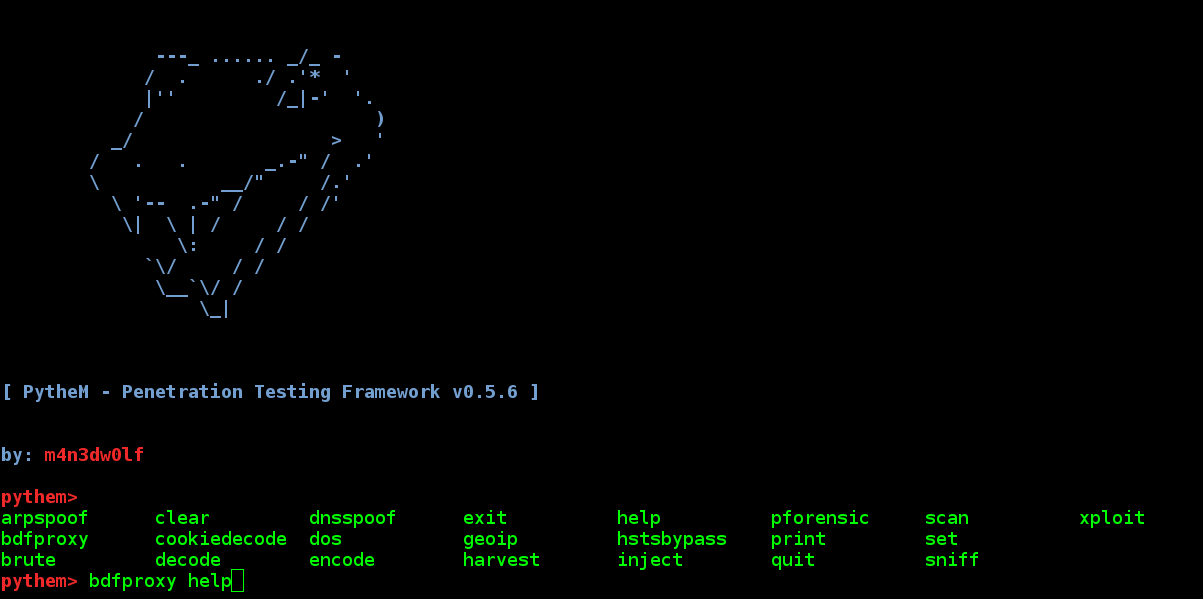 [ PytheM - Penetration Testing Framework v0.5.6 ]
by: m4n3dw0lf
pythem>
arpspoof clear dnsspoof exit help pforensic scan xploit
bdfproxy cookiedecode dos geoip hstsbypass print set
brute decode encode harvest inject quit sniff
pythem> bdfproxy help